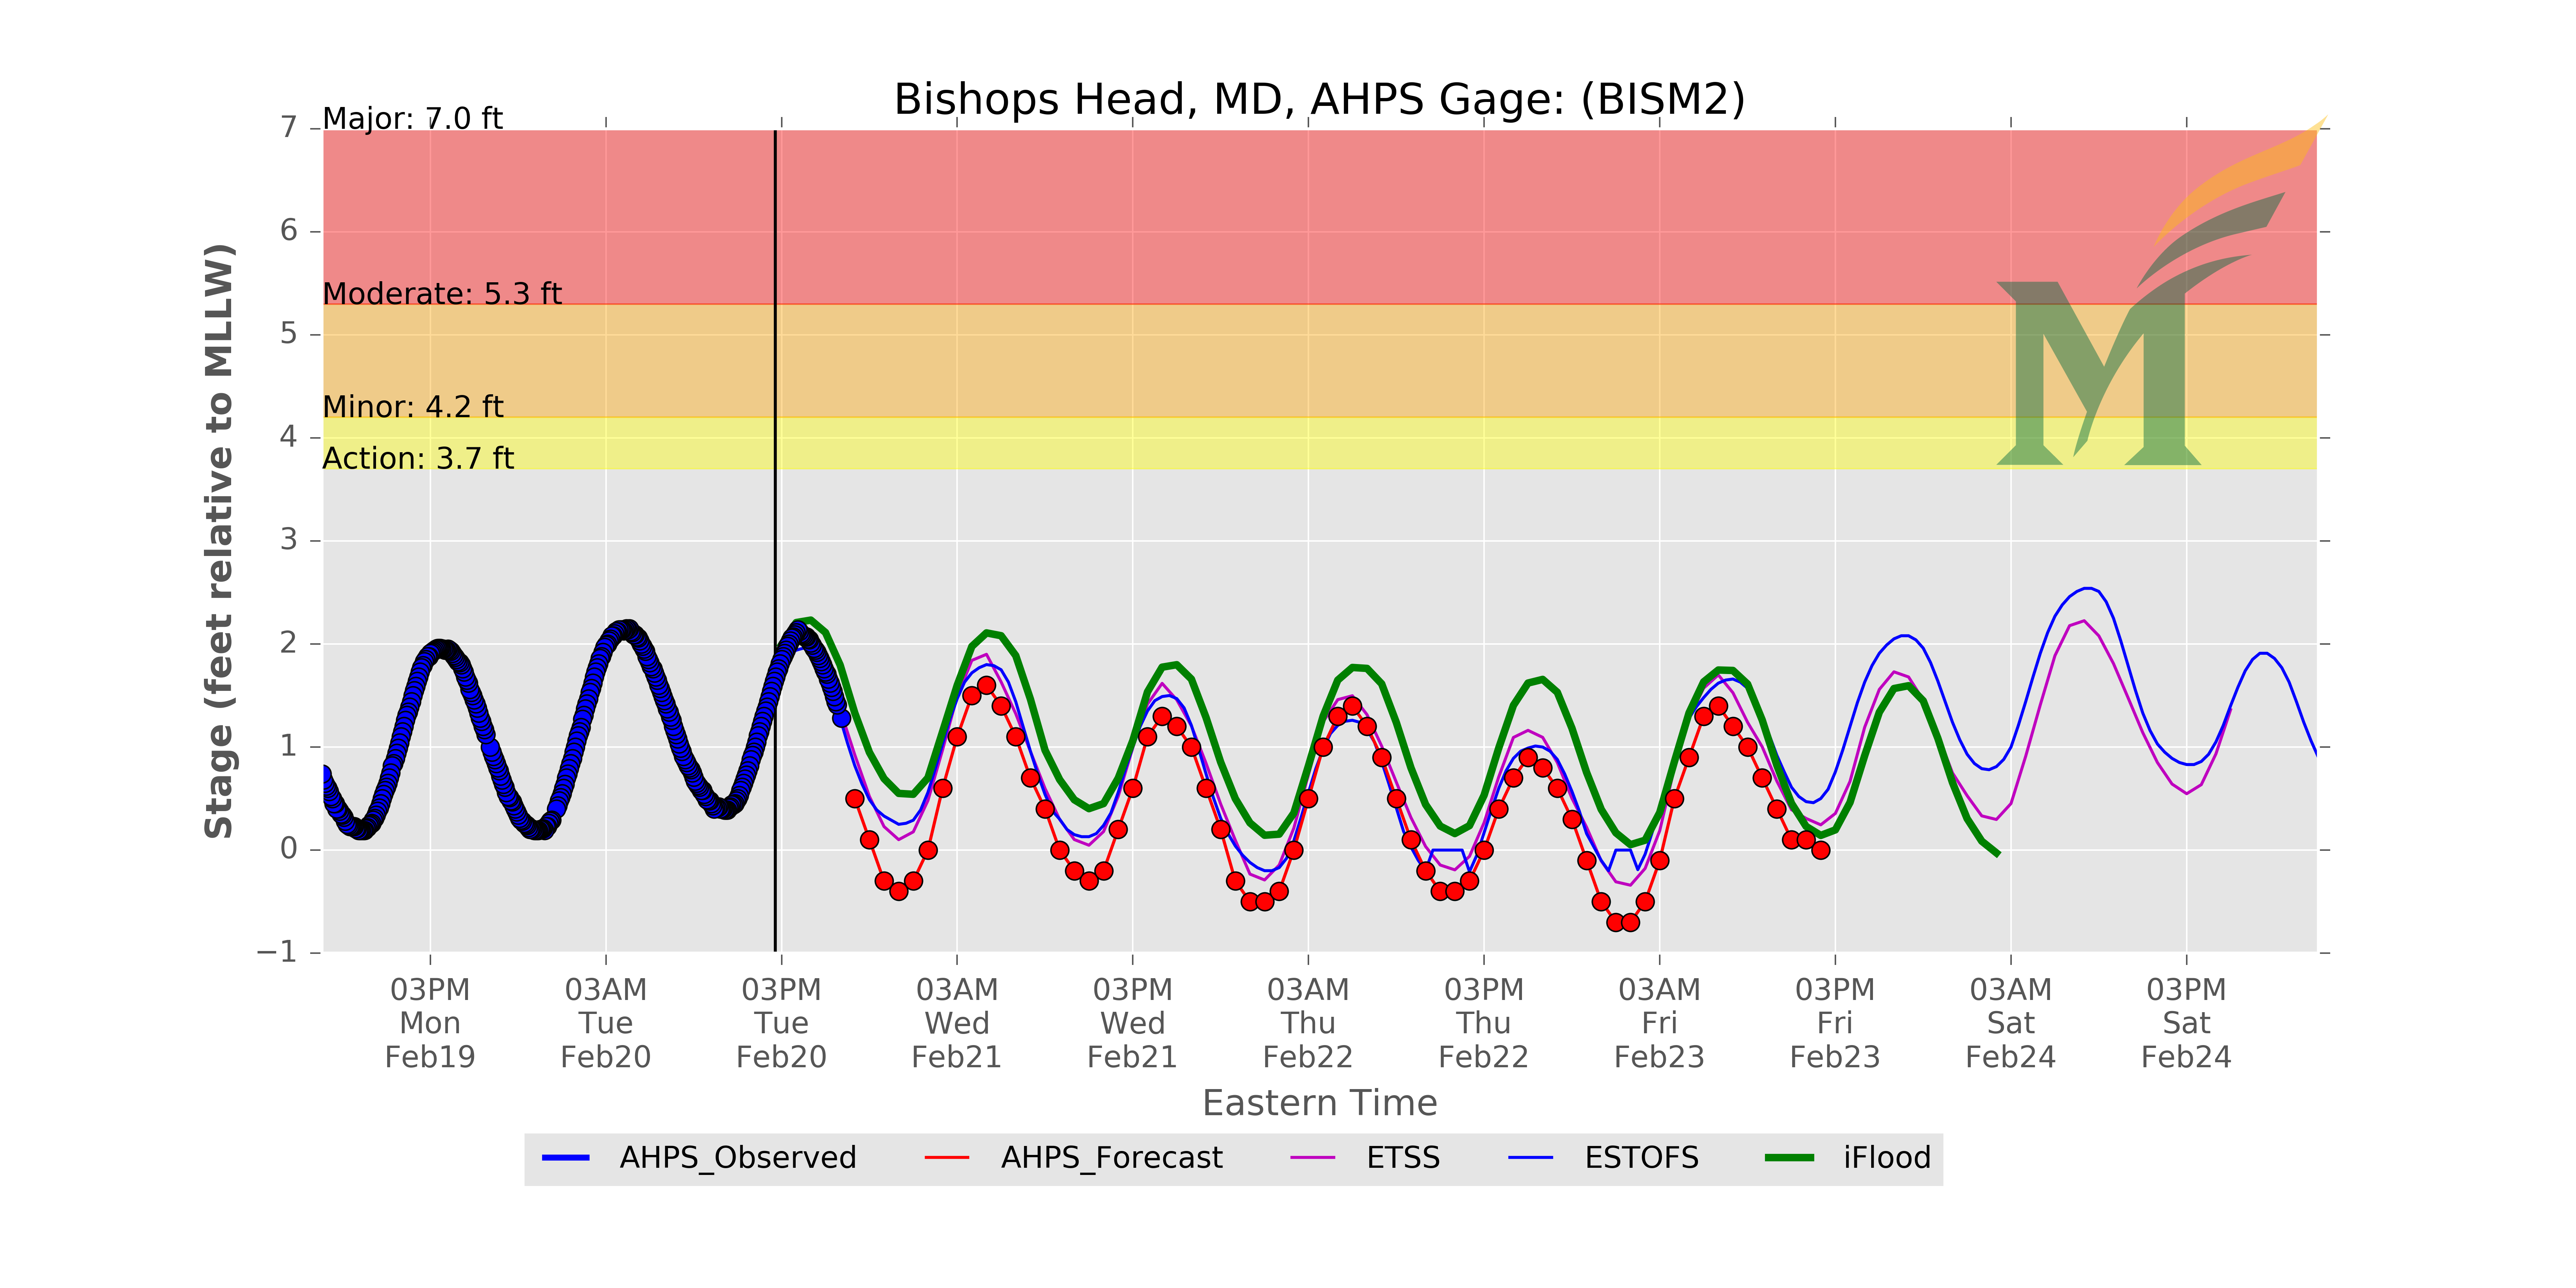 Bishops Head, MD, AHPS Gage: (BISM2)
Major: 7.0 ft
Moderate: 5.3 ft
Minor: 4.2 ft
Action: 3.7 ft
7
6
5
4
3
2
1
0
−1
Stage (feet relative to MLLW)
03PM 03AM 03PM 03AM 03PM 03AM 03PM 03AM 03PM 03AM 03PM
Mon Tue Tue Wed Wed Thu Thu Fri Fri Sat Sat
Feb19 Feb20 Feb20 Feb21 Feb21 Feb22 Feb22 Feb23 Feb23 Feb24 Feb24
Eastern Time
AHPS_Observed AHPS_Forecast ETSS ESTOFS iFlood
M